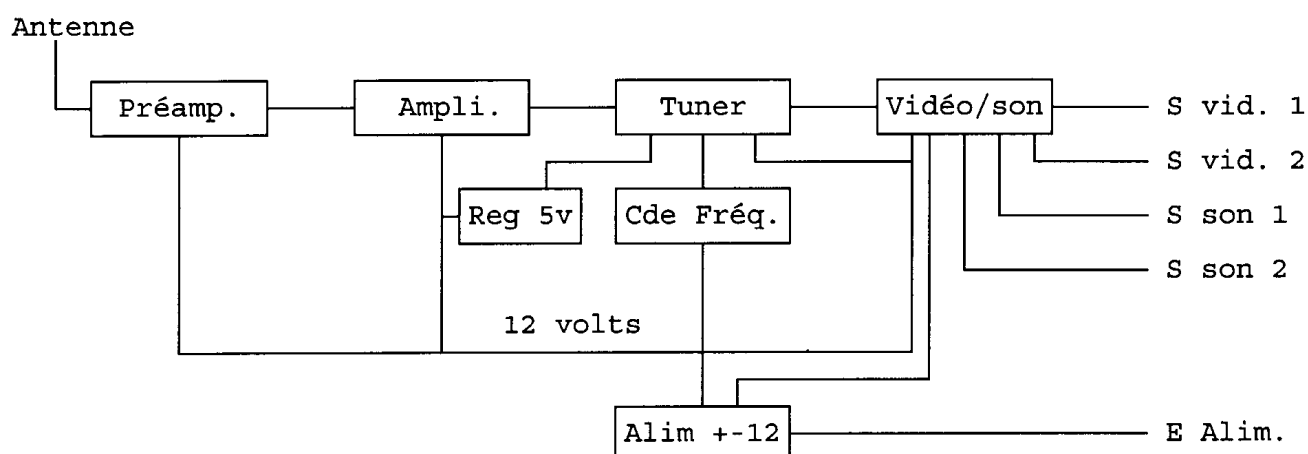 Antenne
Préamp.
Ampli.
Tuner
Vidéo/son
S vid. 1
S vid. 2
Reg 5v
Cde Fréq.
S son 1
S son 2
12 volts
Alim +-12
E Alim.